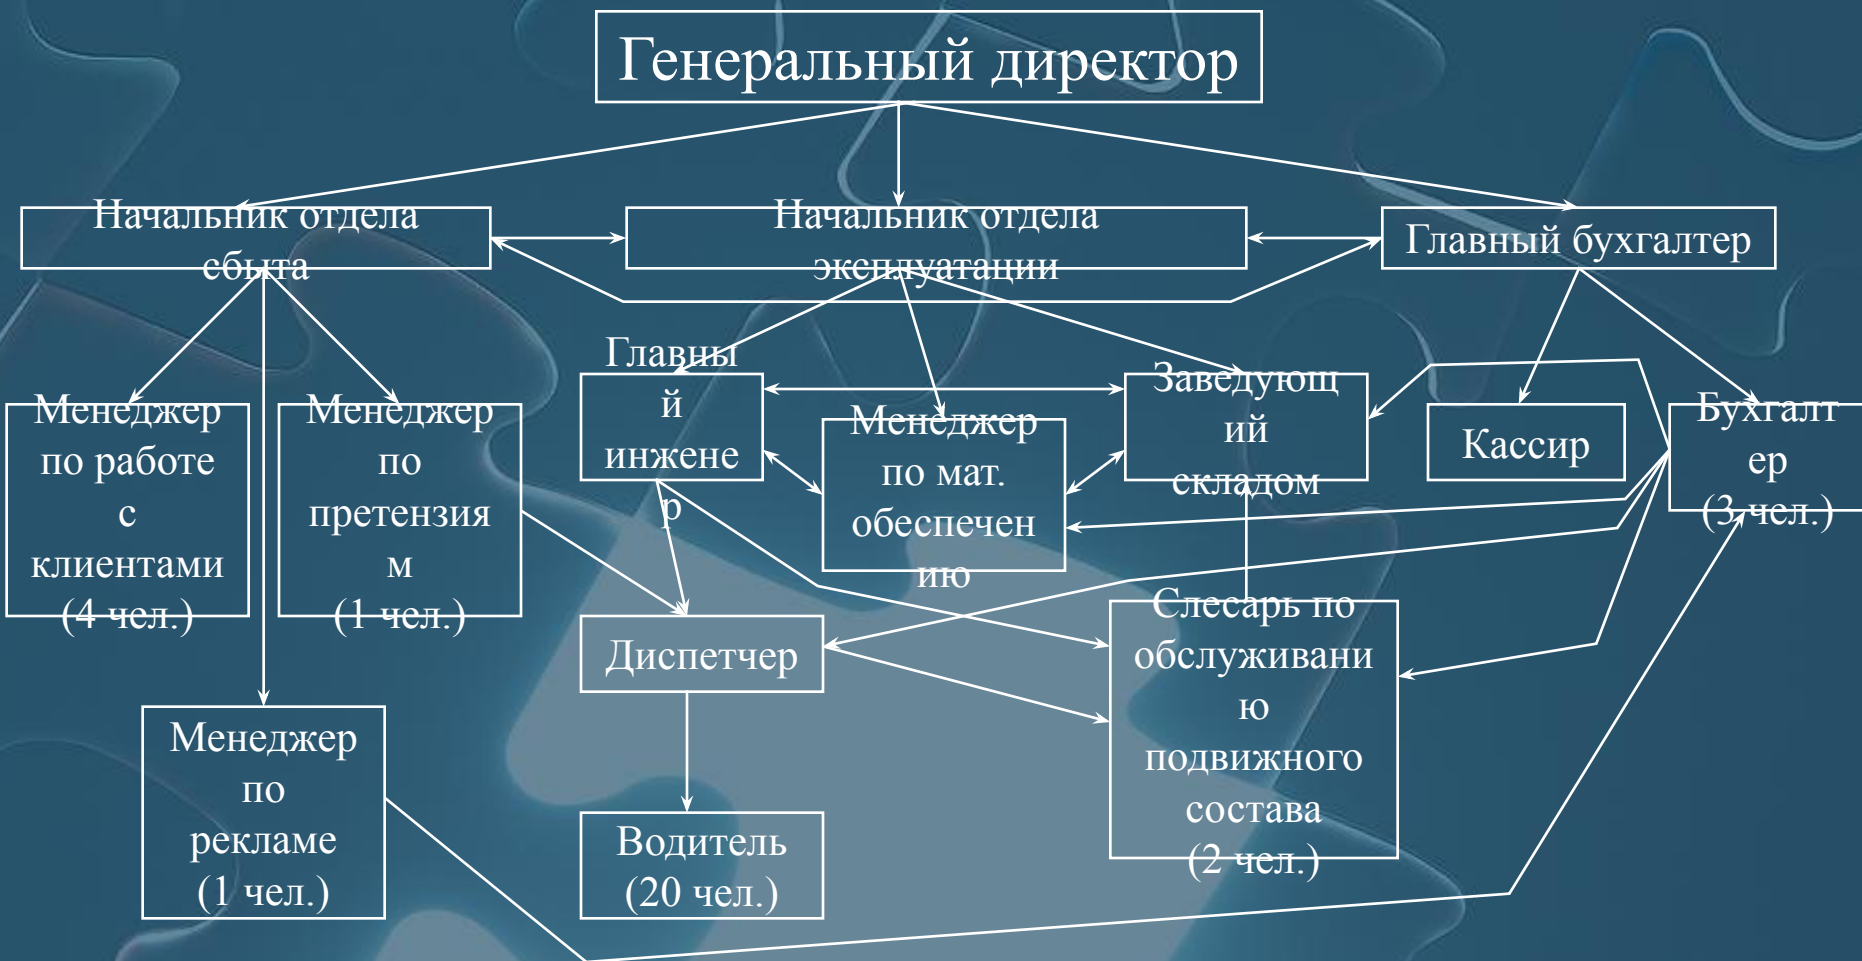 Генеральный директор
Начальник отдела
сбыта
Начальник отдела
эксплуатации
Главный бухгалтер
Менеджер
по работе
с
клиентами
(4 чел.)
Менеджер
по
претензия
м
(1 чел.)
Главны
й
инжене
р
Менеджер
по мат.
обеспечен
ию
Заведующ
ий
складом
Кассир
Бухгалт
ер
(3 чел.)
Диспетчер
Слесарь по
обслуживани
ю
подвижного
состава
(2 чел.)
Менеджер
по
рекламе
(1 чел.)
Водитель
(20 чел.)